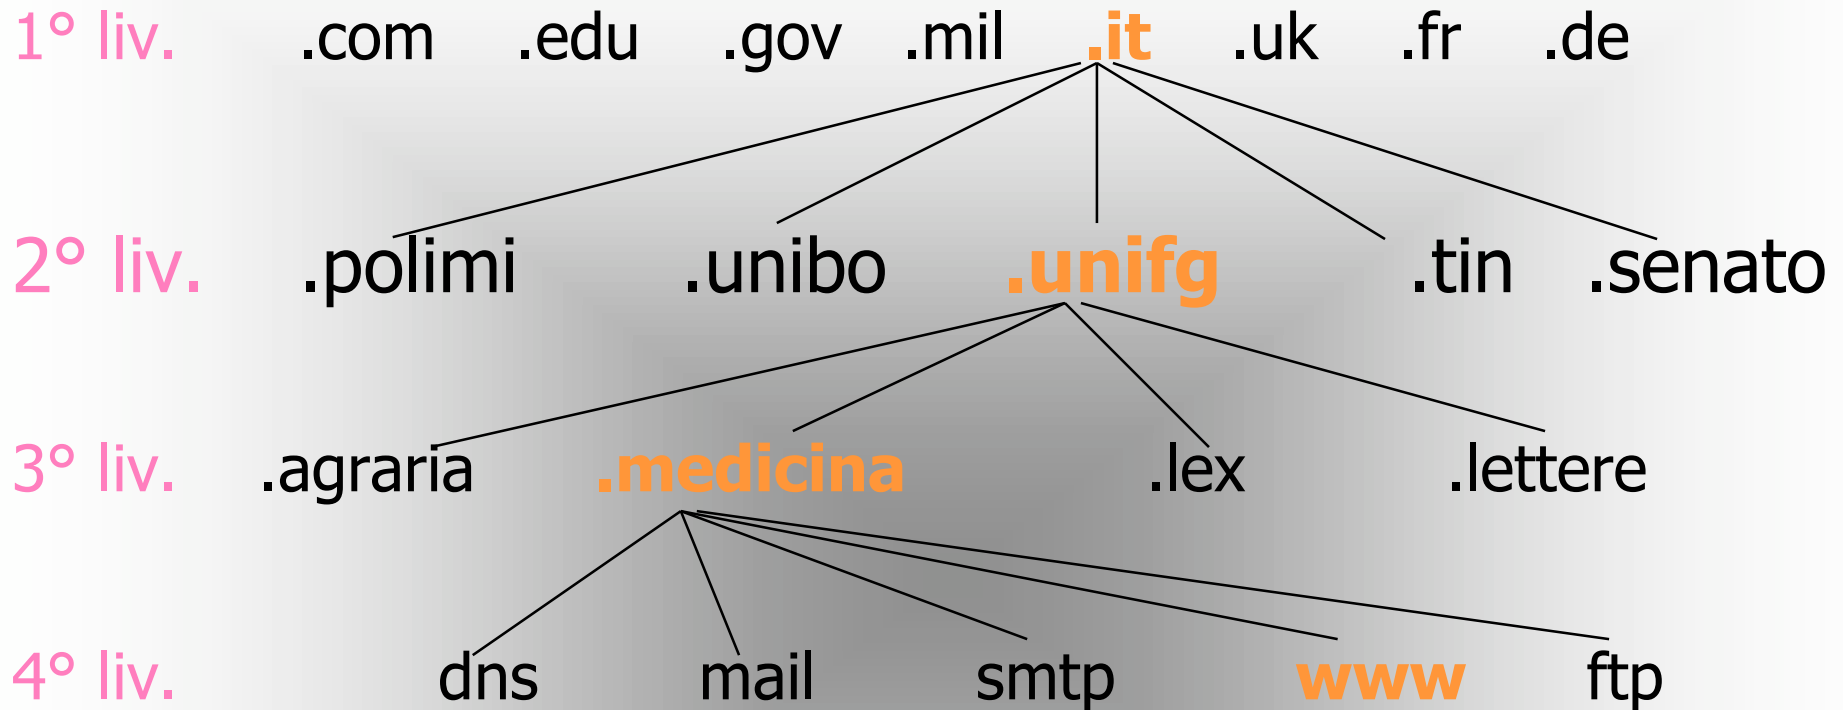 1° liv. .com .edu .gov .mil .it .uk .fr .de
2° liv. .polimi .unibo .unifg .tin .senato
3° liv. .agraria .medicina .lex .lettere
4° liv. dns mail smtp www ftp